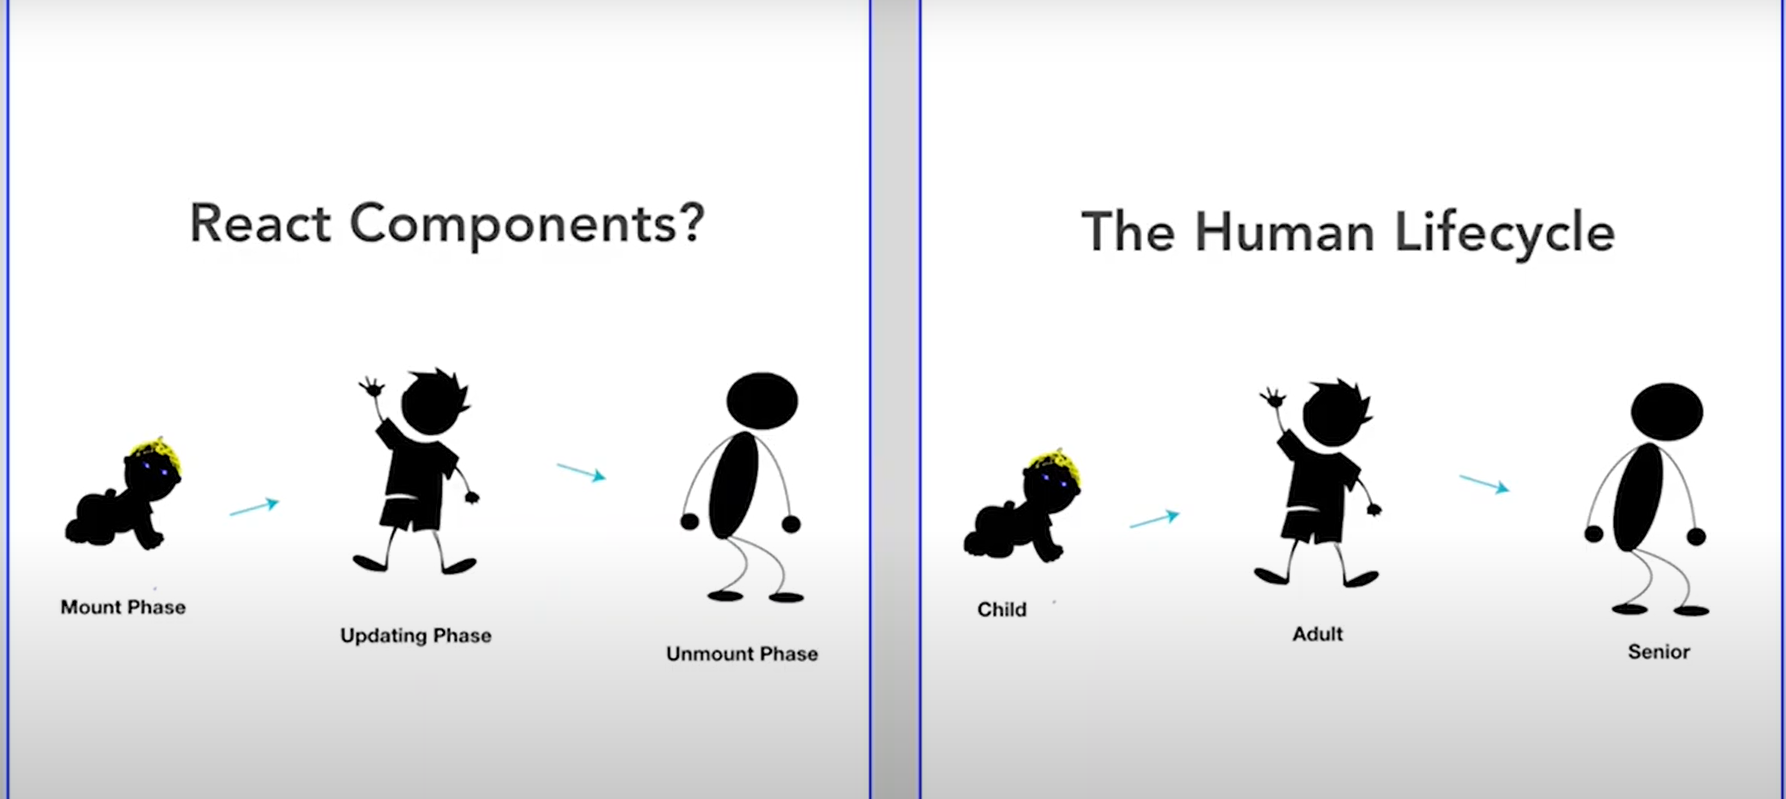 React Components?
Mount Phase
Updating Phase
Unmount Phase
The Human Lifecycle
Child
Adult
Senior